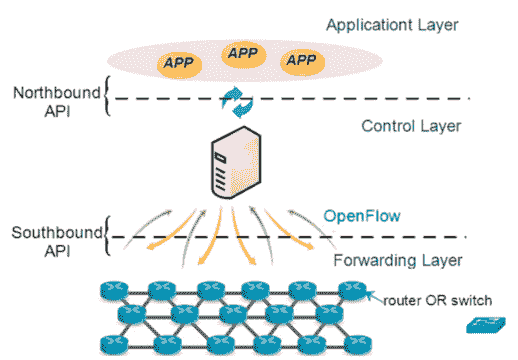 Applicationt Layer
APP
APP
APP
Northbound
API
Control Layer
OpenFlow
Southbound
API
Forwarding Layer
router OR switch